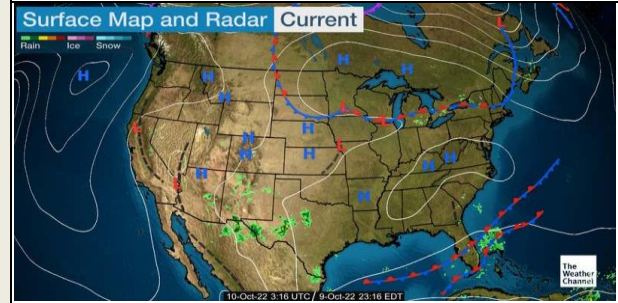 Surface Map and Radar Current
Rain Ice Snow
L
H
H
H
H
L
H
L
L
H
L
H
H
H
L
H
H
H
L
H
The
Weather
Channel
10-Oct-22 3:16 UTC / 9-Oct-22 23:16 EDT